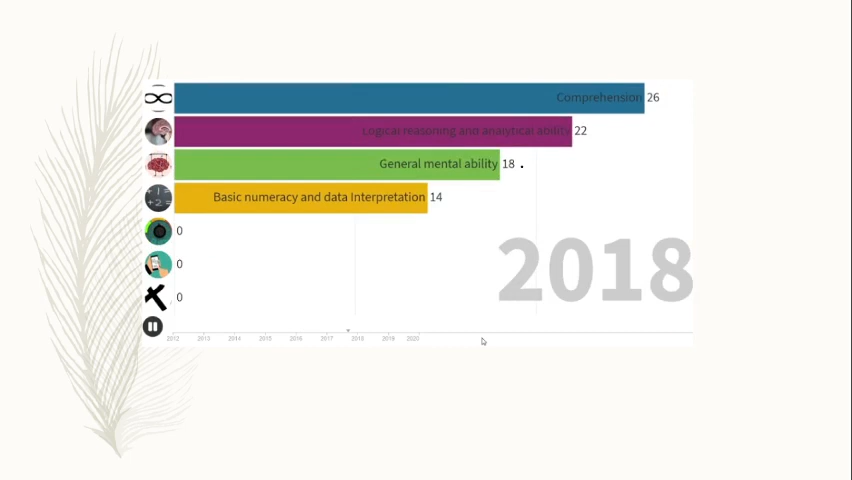 Comprehension 26
Logical reasoning and analytical ability 22
General mental ability 18 .
Basic numeracy and data Interpretation 14
0
0
0
2018
2012 2013 2014 2015 2016 2017 2018 2019 2020